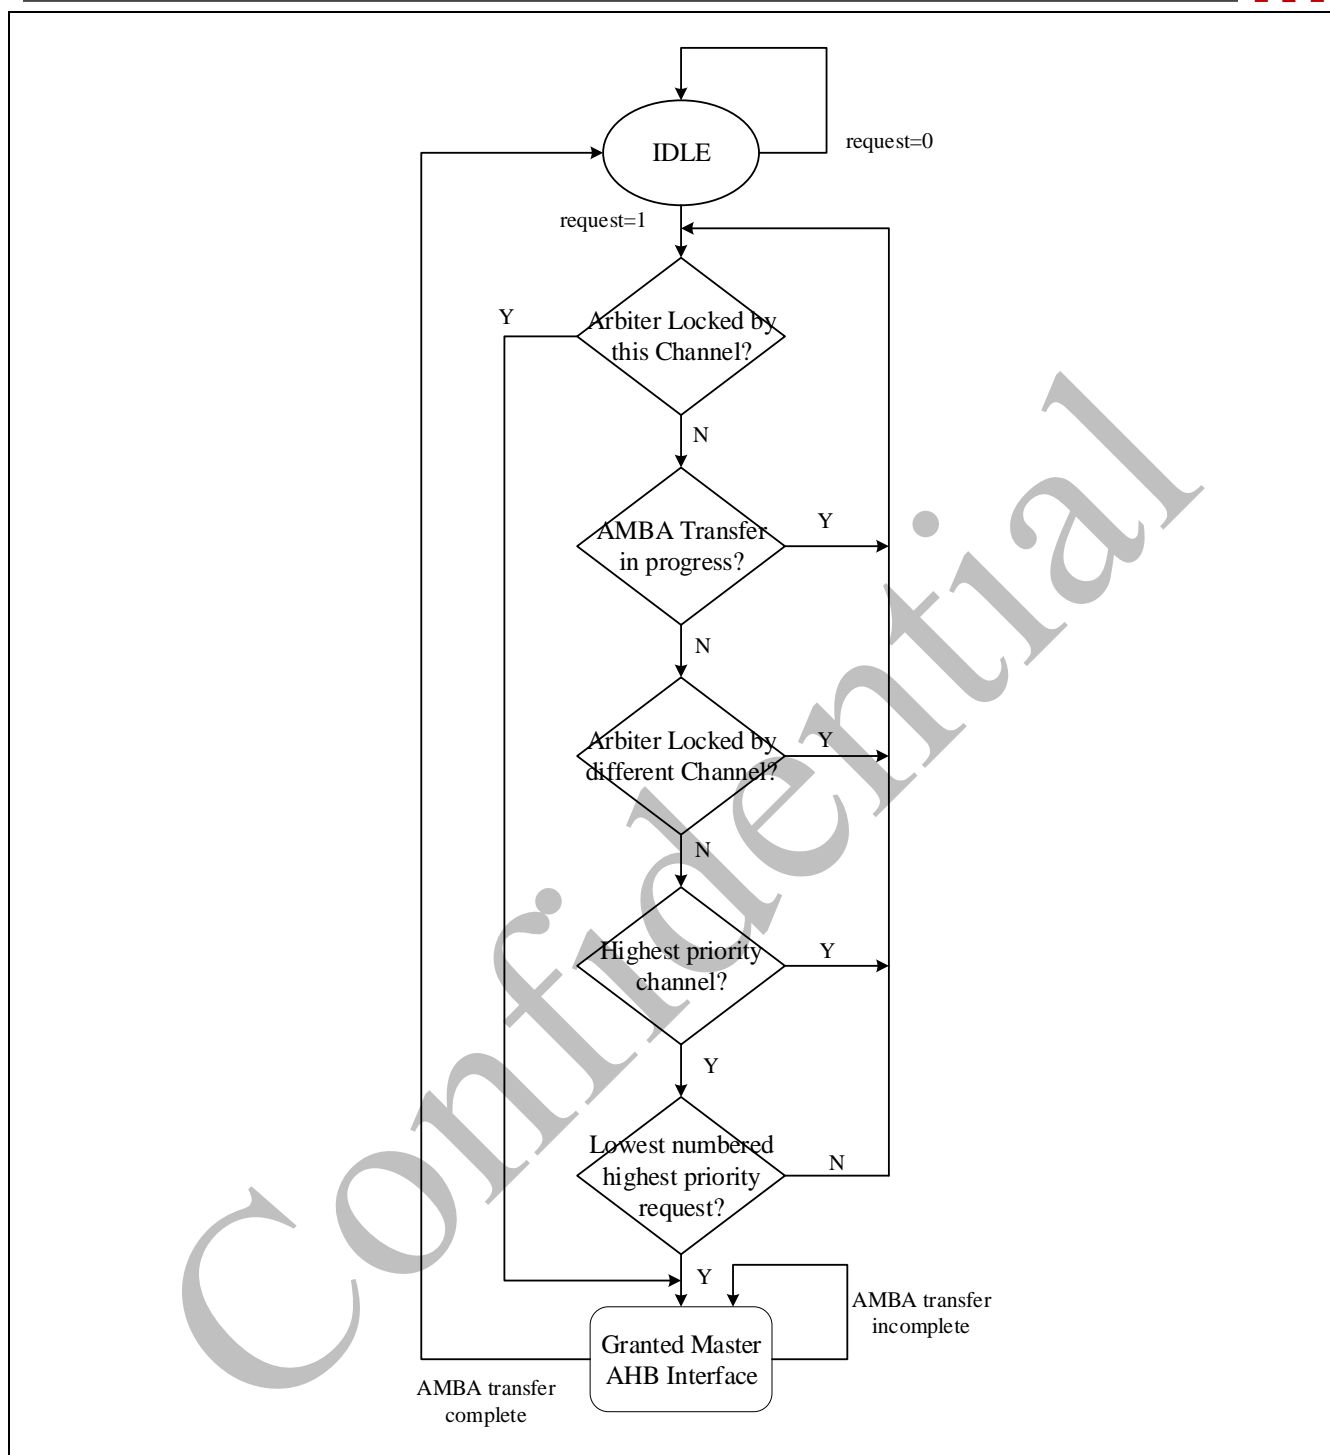 IDLE
request=0
request=1
Y
Arbiter Locked by
this Channel?
N
AMBA Transfer
in progress?
Y
N
Arbiter Locked by
different Channel?
Y
N
Highest priority
channel?
Y
Y
Lowest numbered
highest priority
request?
N
Y
AMBA transfer
incomplete
Granted Master
AHB Interface
AMBA transfer
complete
Confidential